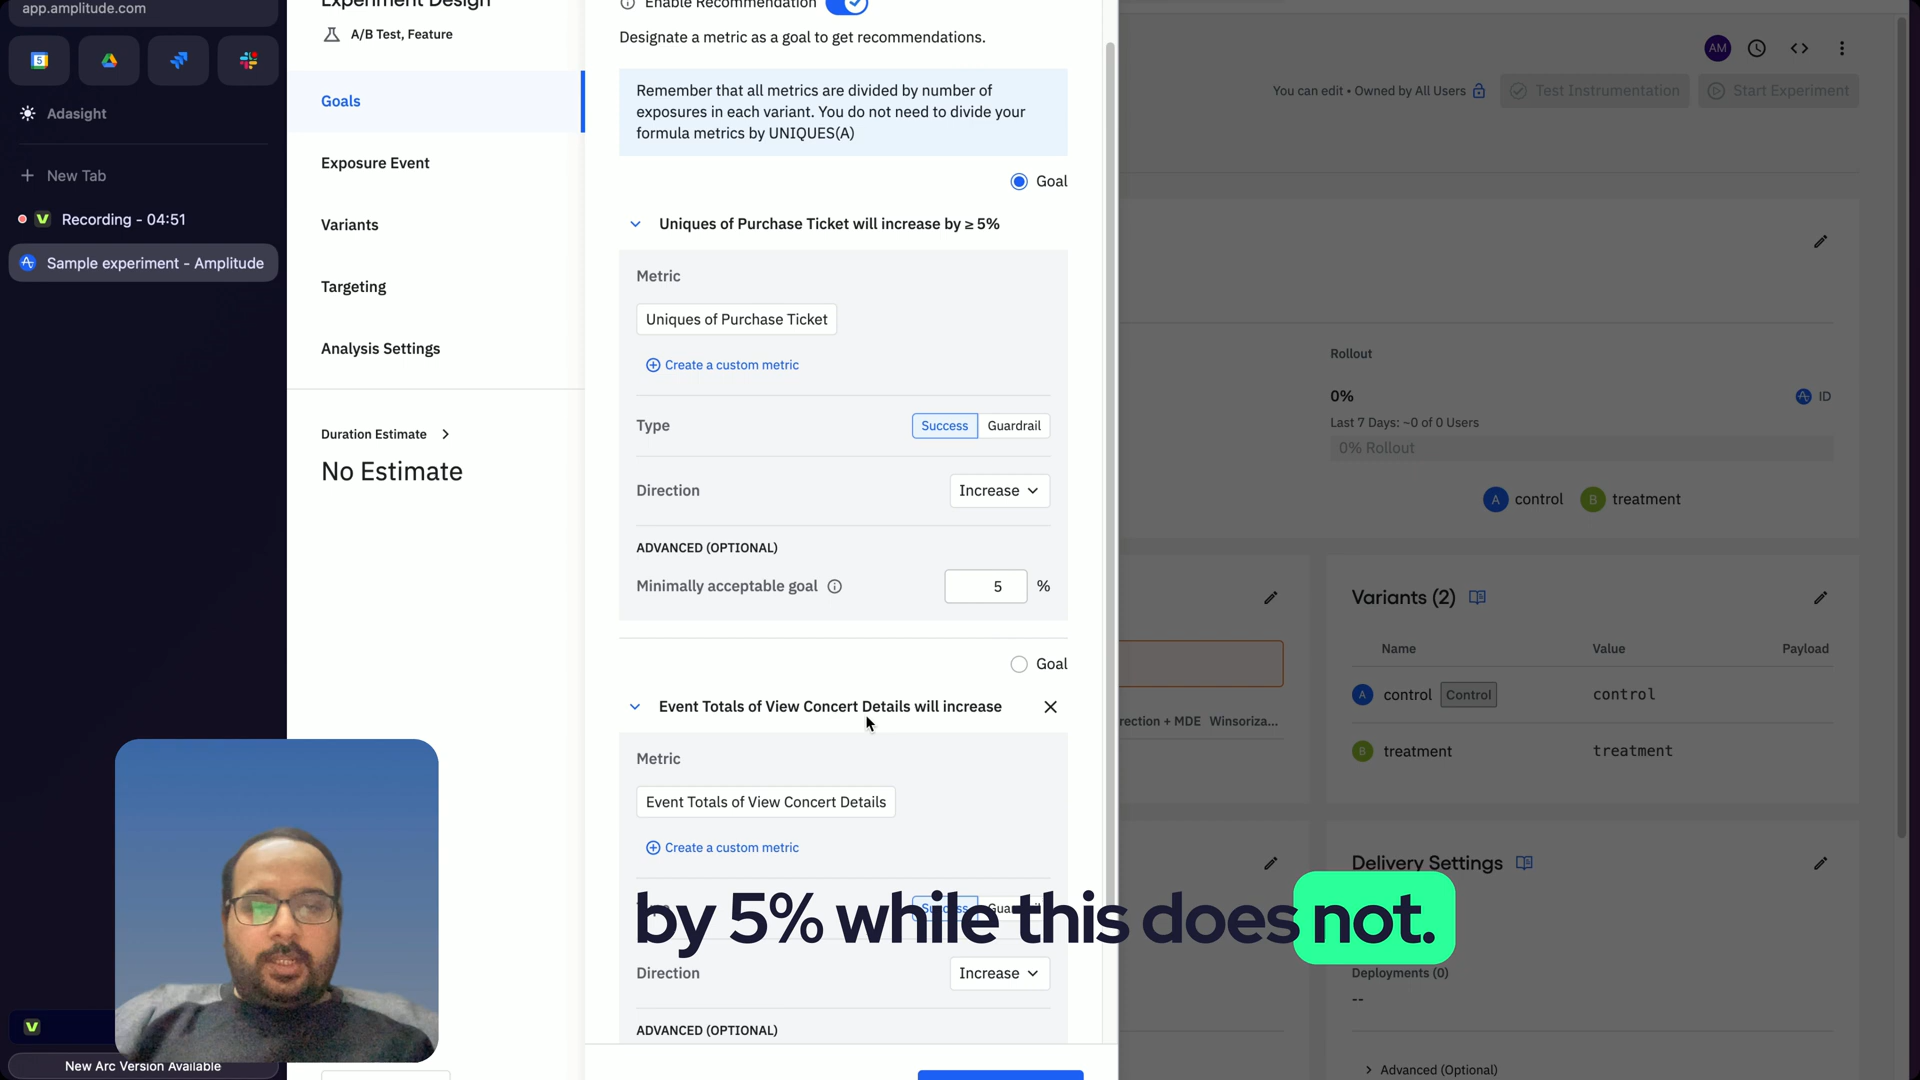 app.amplitude.com
5
Adasight
New Tab
Recording - 04:51
Sample experiment - Amplitude
New Arc Version Available
Experiment Design
A/B Test, Feature
Goals
Exposure Event
Variants
Targeting
Analysis Settings
Duration Estimate
No Estimate
Enable Recommendation
Designate a metric as a goal to get recommendations.
Remember that all metrics are divided by number of
exposures in each variant. You do not need to divide your
formula metrics by UNIQUES(A)
Goal
Uniques of Purchase Ticket will increase by ≥ 5%
Metric
Uniques of Purchase Ticket
Create a custom metric
Type
Success Guardrail
Direction
Increase
ADVANCED (OPTIONAL)
Minimally acceptable goal
5 %
Goal
Event Totals of View Concert Details will increase
Metric
Event Totals of View Concert Details
Create a custom metric
by 5% while this does not.
Direction
Increase
ADVANCED (OPTIONAL)
AM
You can edit • Owned by All Users
Test Instrumentation
Start Experiment
Rollout
0%
ID
Last 7 Days: ~0 of 0 Users
0% Rollout
A control
B treatment
rection + MDE Winsoriza...
Variants (2)
Name Value Payload
A control Control control
B treatment treatment
Delivery Settings
Deployments (0)
--
Advanced (Optional)